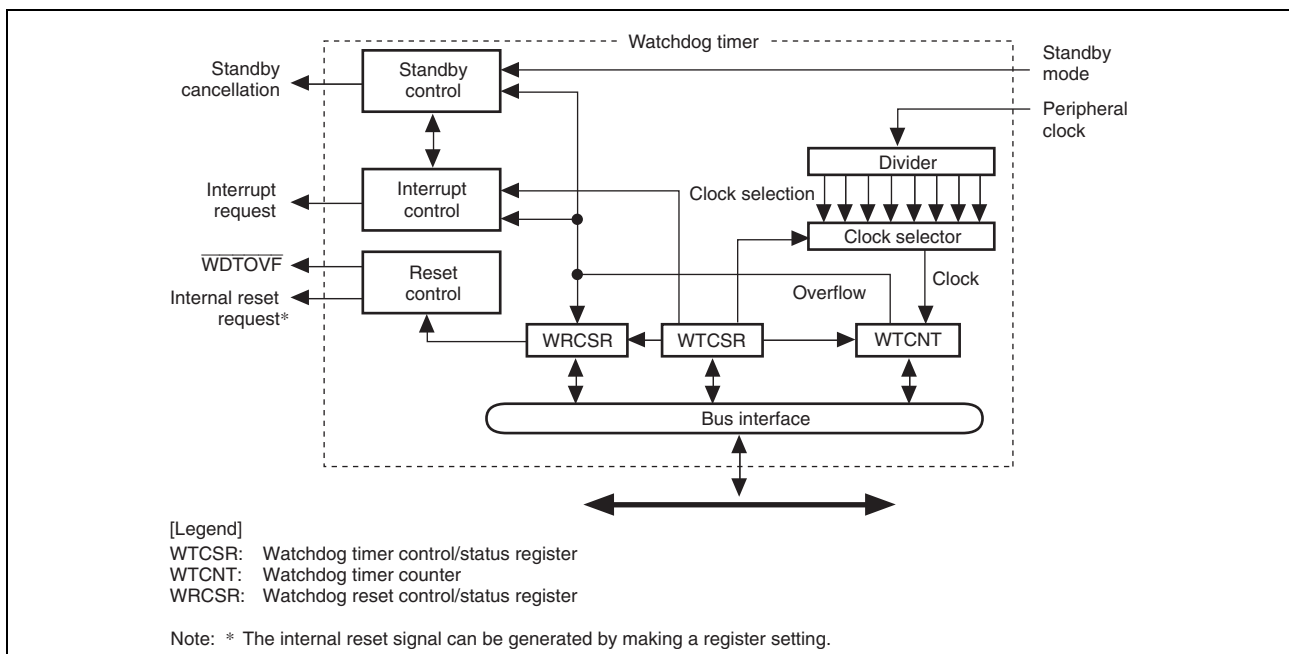 Watchdog timer
Standby
cancellation
Standby
control
Standby
mode
Peripheral
clock
Divider
Interrupt
request
Interrupt
control
Clock selection
Clock selector
WDTOVF
Internal reset
request*
Reset
control
Overflow
Clock
WRCSR
WTCSR
WTCNT
Bus interface
[Legend]
WTCSR: Watchdog timer control/status register
WTCNT: Watchdog timer counter
WRCSR: Watchdog reset control/status register
Note: * The internal reset signal can be generated by making a register setting.